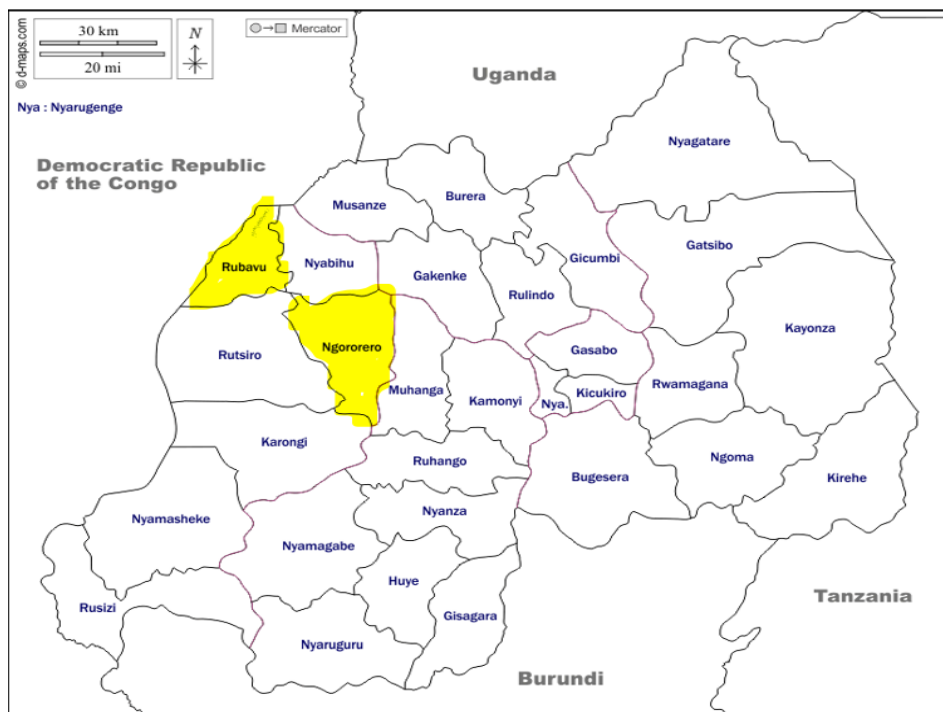 30 km
20 mi
N
Mercator
© d-maps.com
Nya : Nyarugenge
Uganda
Democratic Republic
of the Congo
Nyagatare
Musanze
Burera
Rubavu
Nyabihu
Gakenke
Rulindo
Gicumbi
Gatsibo
Kayonza
Rutsiro
Ngororero
Gasabo
Muhanga
Kamonyi
Nya.
Kicukiro
Rwamagana
Karongi
Ruhango
Bugesera
Ngoma
Kirehe
Nyamasheke
Nyanza
Nyamagabe
Huye
Rusizi
Gisagara
Nyaruguru
Tanzania
Burundi